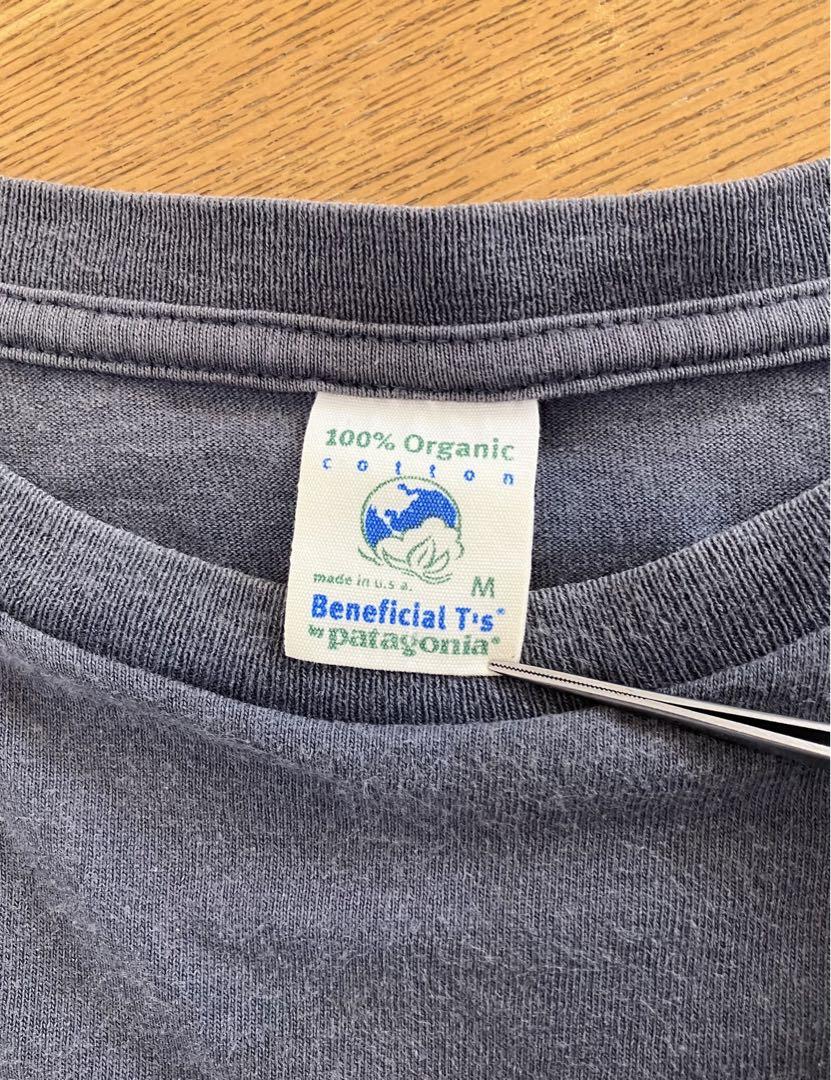 100% Organic
cotton
made in u.s.a.
M
Beneficial T's®
by patagonia®